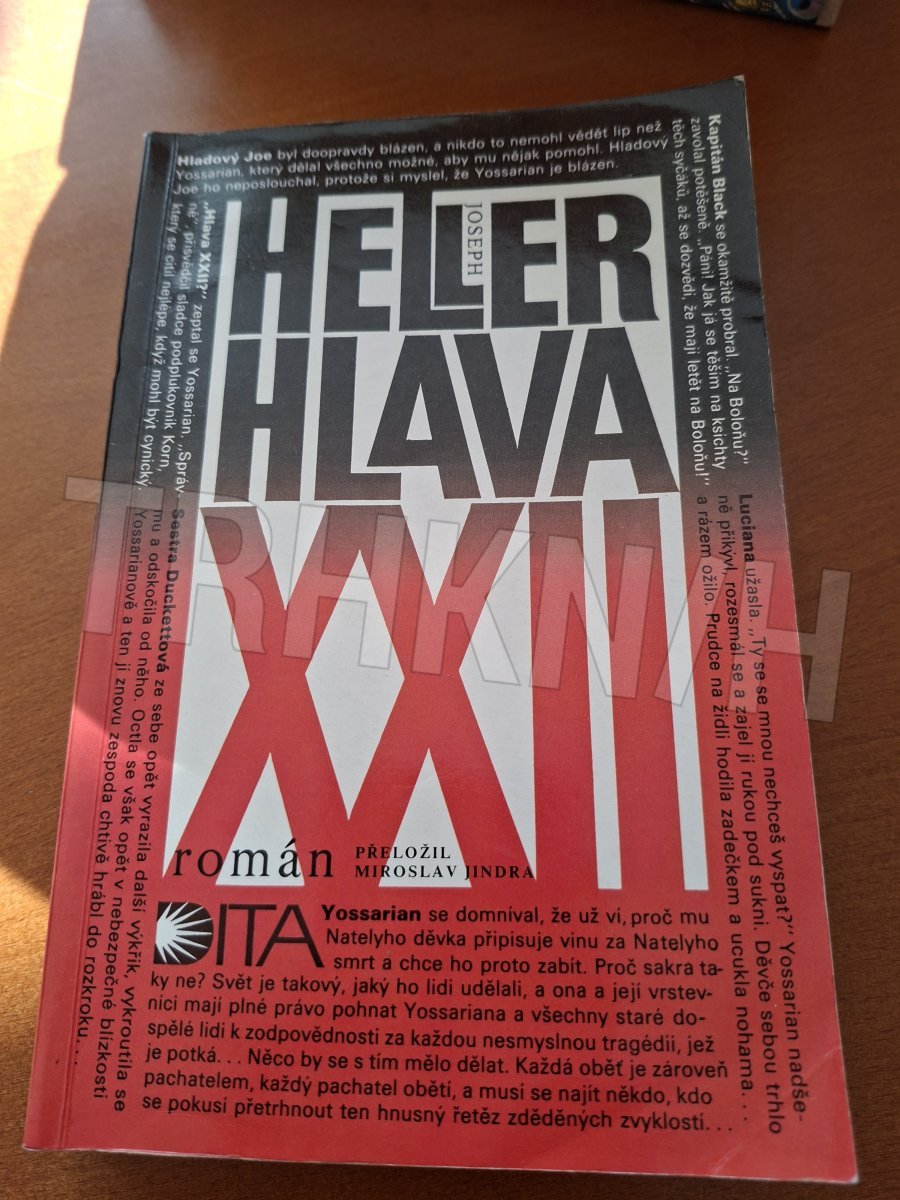 Hladový Joe byl doopravdy blázen, a nikdo to nemohl vědět líp než
Yossarian, který dělal všechno možné, aby mu nějak pomohl. Hladový
Joe ho neposlouchal, protože si myslel, že Yossarian je blázen.
Kapitán Black se okamžitě probral. „Na Boloňu?“
zavolal potěšeně. „Páni! Jak já se těším na ksichty
těch syčáků, až se dozvědí, že mají letět na Boloňu!“
„Hlava XXII?“ zeptal se Yossarian. „Správ-
ně“, přisvědčil sladce podplukovník Korn,
který se cítil nejlépe, když mohl být cynický.
JOSEPH
HELLER
HLAVA
XXII
TRHKNIH
Luciana užasla. „Ty se se mnou nechceš vyspat?“ Yossarian nadše-
ně přikývl, rozesmál se a zajel jí rukou pod sukni. Děvče sebou trhlo
a rázem ožilo. Prudce na židli hodila zadečkem a ucukla nohama...
Sestra Duckettová ze sebe opět vyrazila další výkřik, vykroutila se
mu a odskočila od něho. Octla se však opět v nebezpečné blízkosti
Yossarianově a ten jí znovu zespoda chtivě hrábl do rozkroku...
román
PŘELOŽIL
MIROSLAV JINDRA
DITA
Yossarian se domníval, že už ví, proč mu
Natelyho děvka připisuje vinu za Natelyho
smrt a chce ho proto zabít. Proč sakra ta-
ky ne? Svět je takový, jaký ho lidi udělali, a ona a její vrstev-
níci mají plné právo pohnat Yossariana a všechny staré do-
spělé lidi k zodpovědnosti za každou nesmyslnou tragédii, jež
je potká... Něco by se s tím mělo dělat. Každá oběť je zároveň
pachatelem, každý pachatel obětí, a musí se najít někdo, kdo
se pokusí přetrhnout ten hnusný řetěz zděděných zvyklostí...